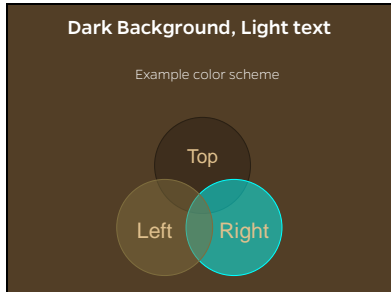 Dark Background, Light text
Example color scheme
Top
Left
Right